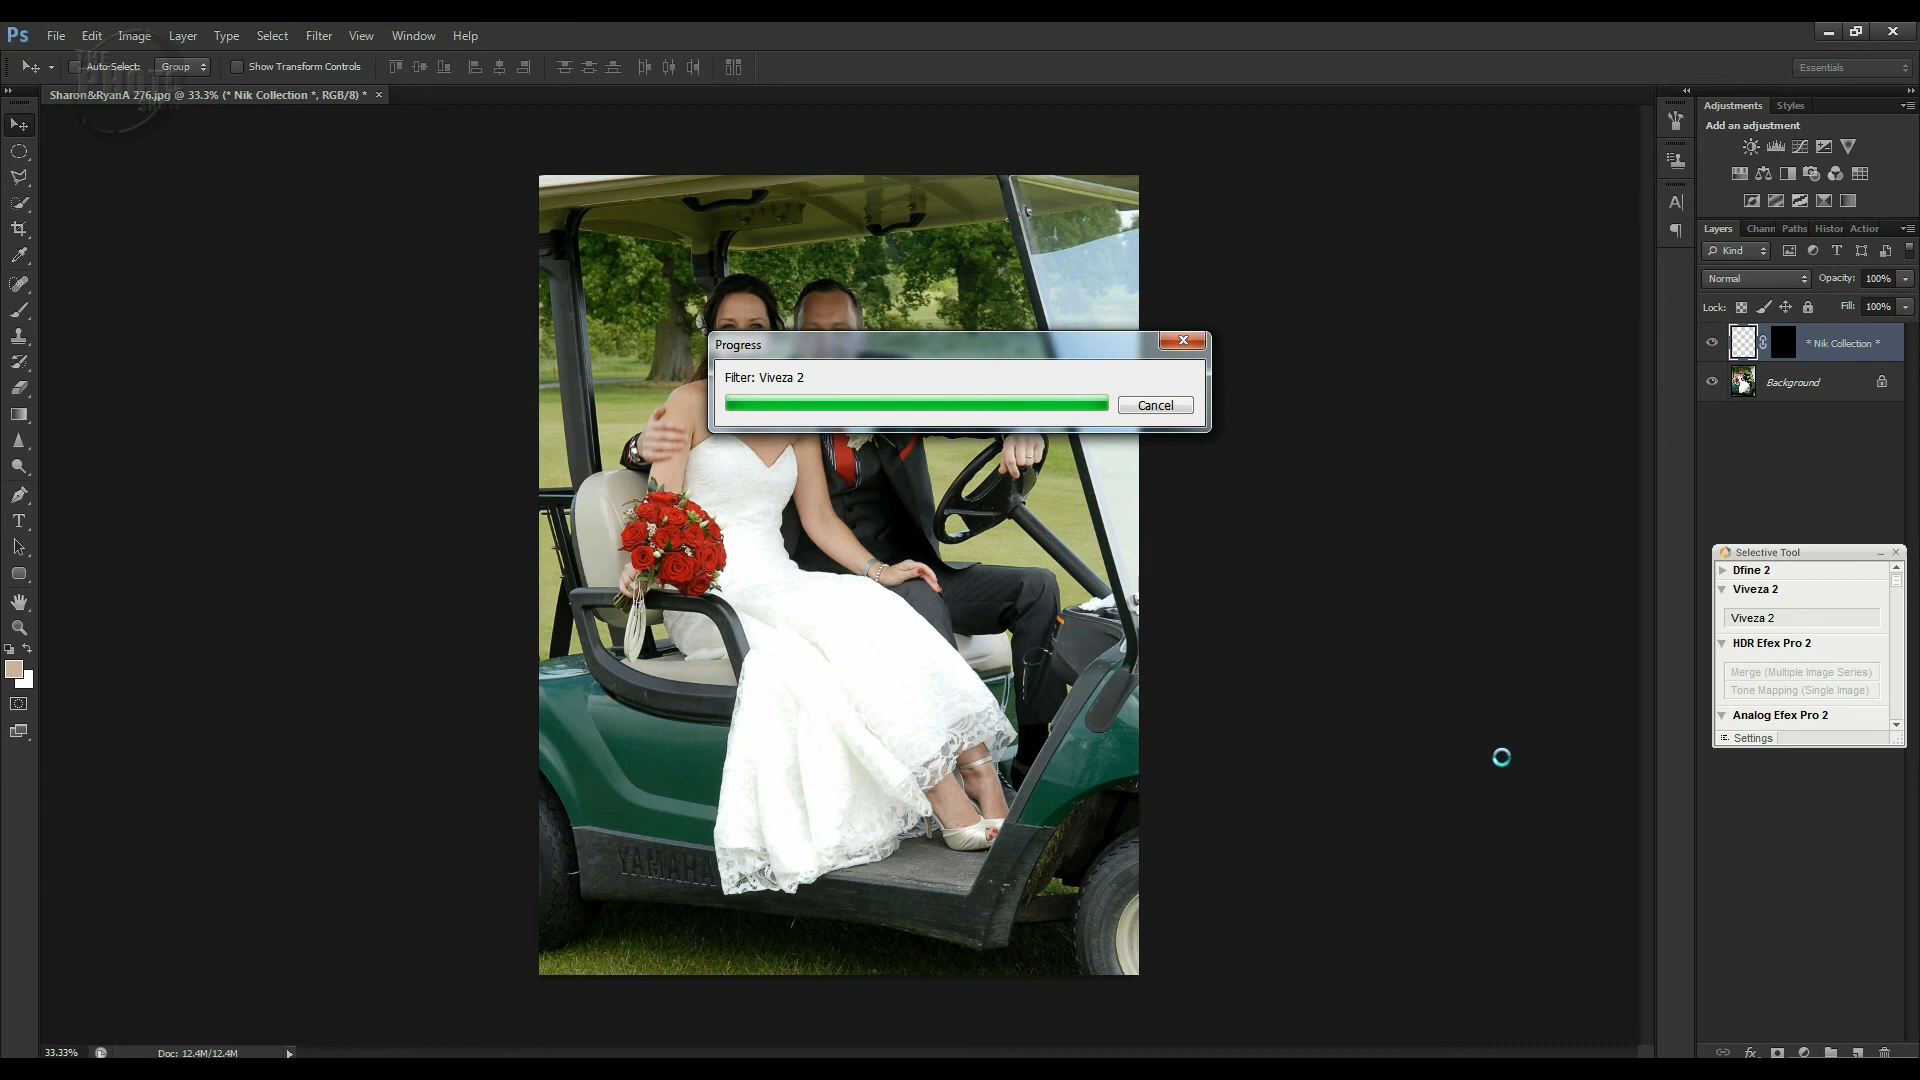 Ps File Edit Image Layer Type Select Filter View Window Help
Auto-Select: Group Show Transform Controls Essentials
THE PHOTO SHOW
Sharon&RyanA 276.jpg @ 33.3% (* Nik Collection *, RGB/8) * ×
Adjustments Styles
Add an adjustment
Layers Chann Paths Histor Action
Kind
Normal Opacity: 100%
Lock: Fill: 100%
* Nik Collection *
Background
Progress
Filter: Viveza 2
Cancel
Selective Tool
Dfine 2
Viveza 2
Viveza 2
HDR Efex Pro 2
Merge (Multiple Image Series)
Tone Mapping (Single Image)
Analog Efex Pro 2
Settings
YAMAHA
33.33% Doc: 12.4M/12.4M
fx